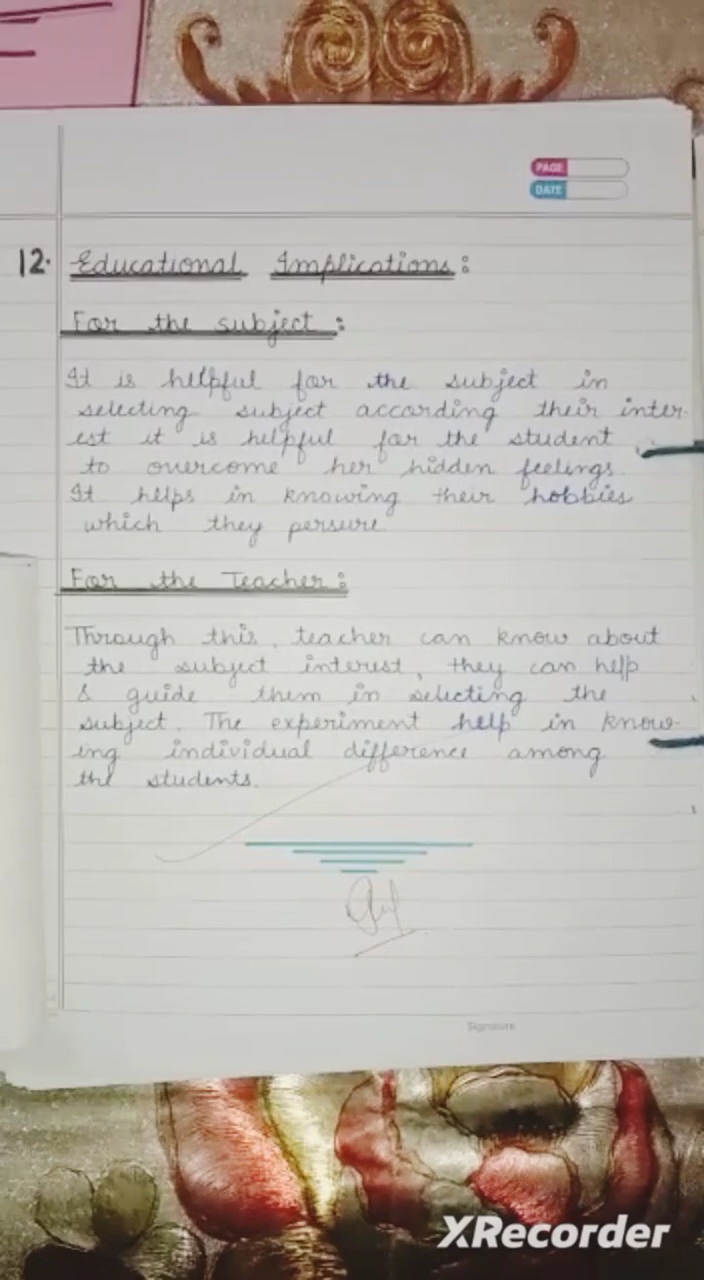 PAGE
DATE
12. Educational Implications:
For the subject:
It is helpful for the subject in
selecting subject according their inter-
est it is helpful for the student
to overcome her hidden feelings
It helps in knowing their hobbies
which they persure
For the Teacher:
Through this, teacher can know about
the subject interest, they can help
& guide them in selecting the
subject. The experiment help in know-
ing individual difference among
the students.
Signature
XRecorder